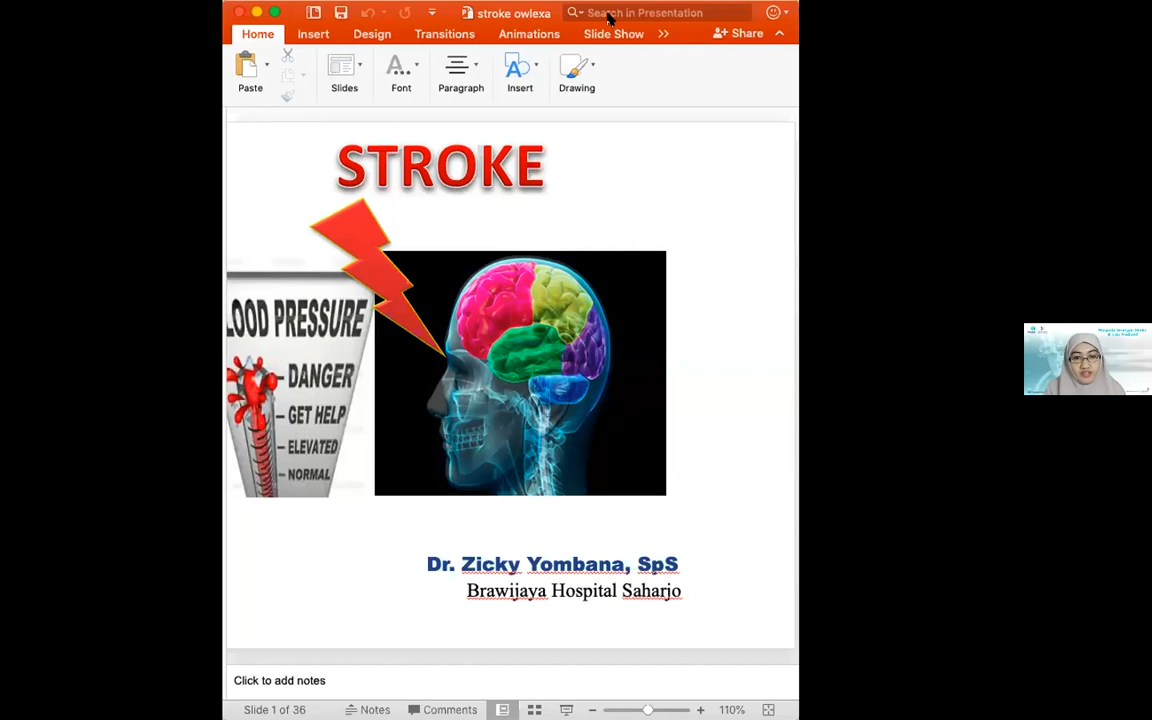 stroke owlexa
Search in Presentation
Home Insert Design Transitions Animations Slide Show >> Share
Paste Slides Font Paragraph Insert Drawing
STROKE
LOOD PRESSURE
DANGER
GET HELP
ELEVATED
NORMAL
Dr. Zicky Yombana, SpS
Brawijaya Hospital Saharjo
Click to add notes
Slide 1 of 36 Notes Comments 110%